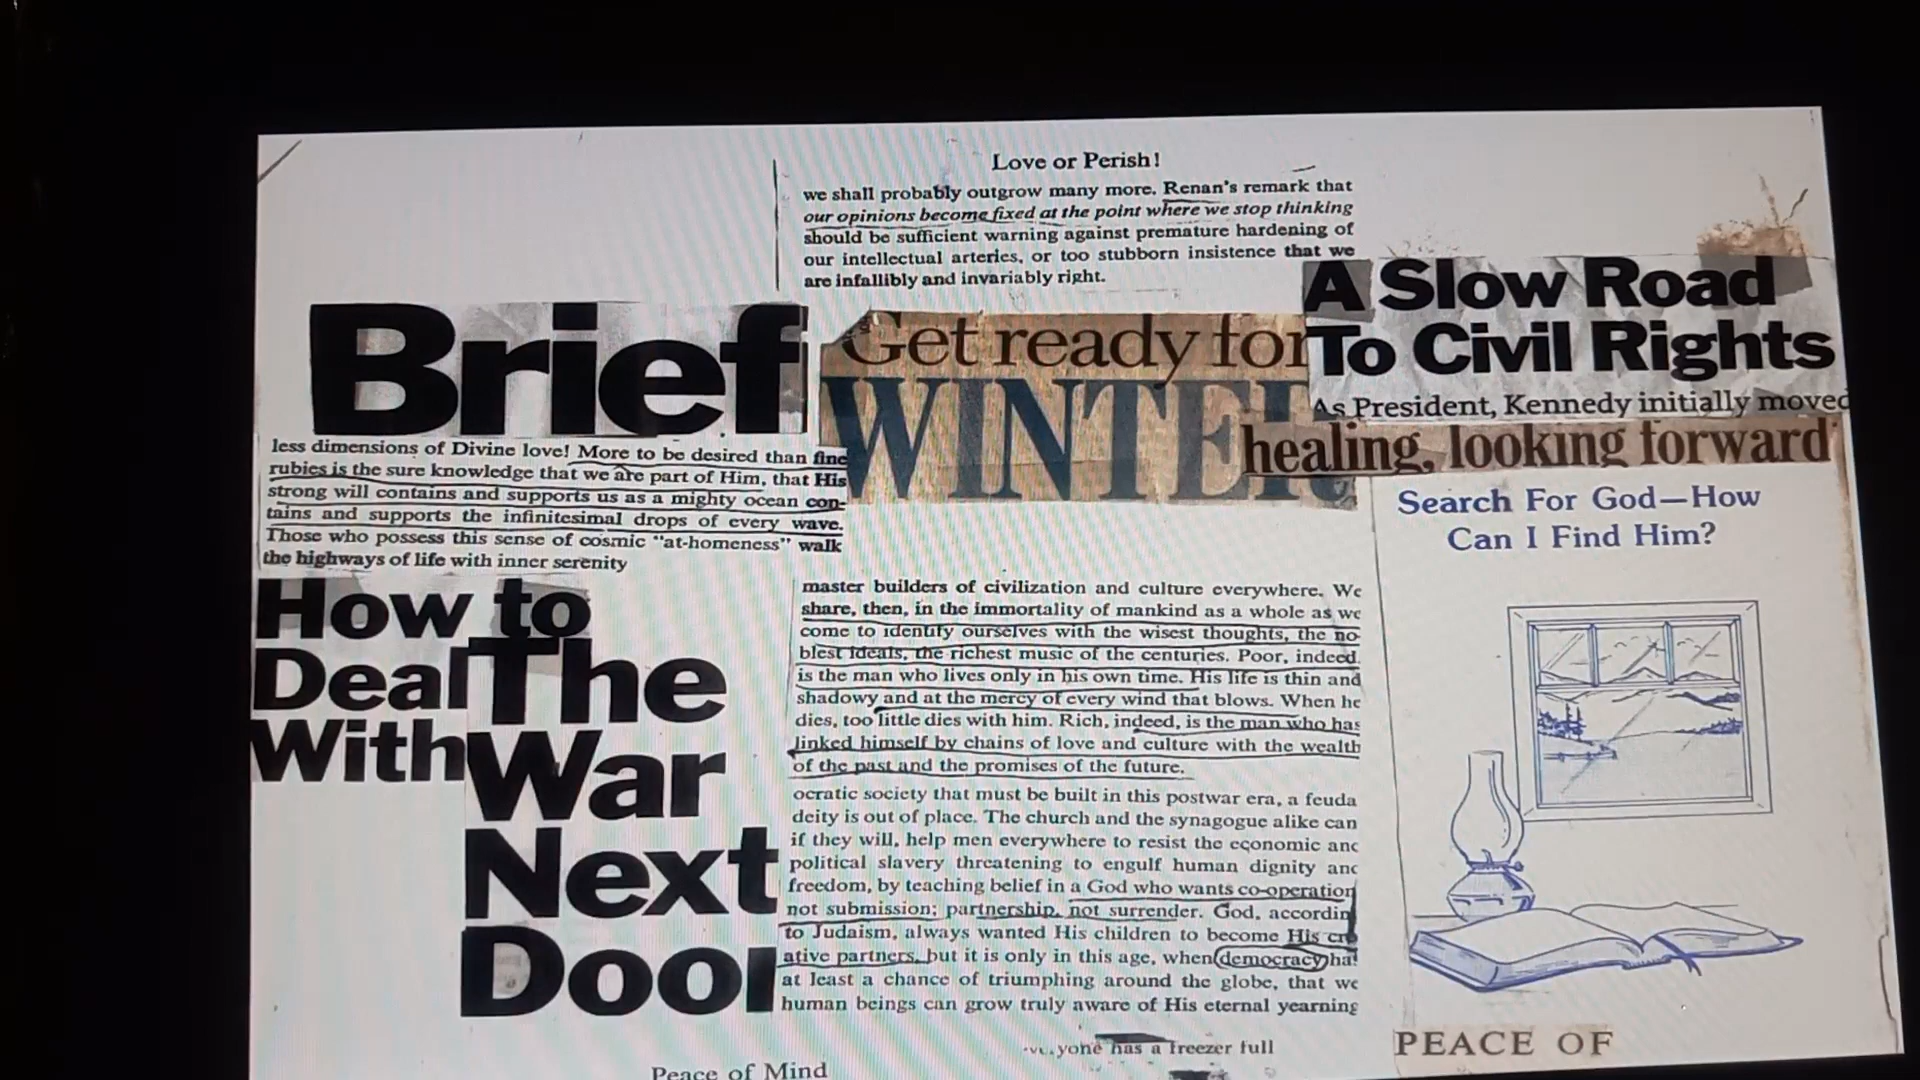 Love or Perish!
we shall probably outgrow many more. Renan's remark that
our opinions become fixed at the point where we stop thinking
should be sufficient warning against premature hardening of
our intellectual arteries, or too stubborn insistence that we
are infallibly and invariably right.
A Slow Road
To Civil Rights
As President, Kennedy initially moved
healing, looking forward
Brief
Get ready for
WINTER
less dimensions of Divine love! More to be desired than fine
rubies is the sure knowledge that we are part of Him, that His
strong will contains and supports us as a mighty ocean con-
tains and supports the infinitesimal drops of every wave.
Those who possess this sense of cosmic "at-homeness" walk
the highways of life with inner serenity
Search For God—How
Can I Find Him?
How to
Deal
With
The
War
Next
Door
master builders of civilization and culture everywhere. We
share, then, in the immortality of mankind as a whole as we
come to identify ourselves with the wisest thoughts, the no-
blest ideals, the richest music of the centuries. Poor, indeed,
is the man who lives only in his own time. His life is thin and
shadowy and at the mercy of every wind that blows. When he
dies, too little dies with him. Rich, indeed, is the man who has
linked himself by chains of love and culture with the wealth
of the past and the promises of the future.
ocratic society that must be built in this postwar era, a feuda
deity is out of place. The church and the synagogue alike can
if they will, help men everywhere to resist the economic and
political slavery threatening to engulf human dignity and
freedom, by teaching belief in a God who wants co-operation
not submission; partnership, not surrender. God, accordin
to Judaism, always wanted His children to become His cre
ative partners, but it is only in this age, when democracy ha
at least a chance of triumphing around the globe, that we
human beings can grow truly aware of His eternal yearning
yone has a freezer full
Peace of Mind
PEACE OF